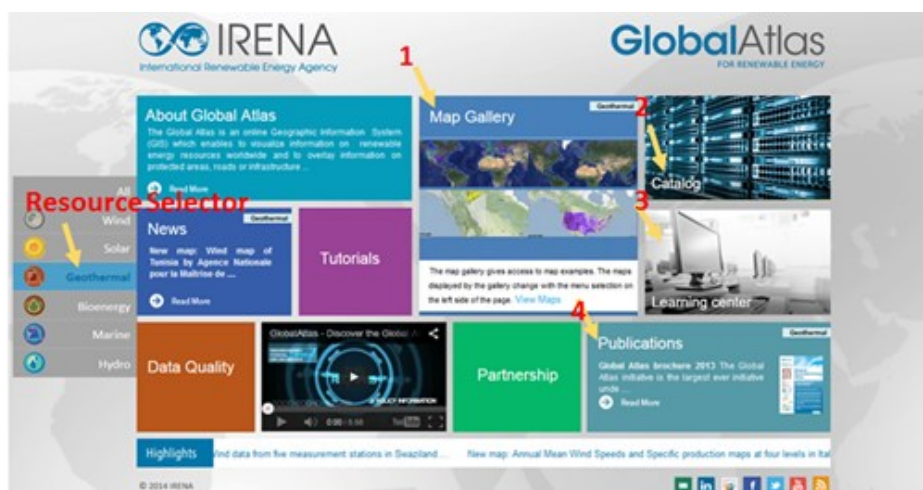 IRENA
International Renewable Energy Agency
GlobalAtlas
FOR RENEWABLE ENERGY
1
About Global Atlas
The Global Atlas is an online Geographic Information System
(GIS) which enables to visualize information on renewable
energy resources worldwide and to overlay information on
protected areas, roads or infrastructure ...
Read More
Map Gallery
Geothermal
The map gallery gives access to map examples. The maps
displayed by the gallery change with the menu selection on
the left side of the page. View Maps
2
Catalog
Resource Selector
All
Wind
Solar
Geothermal
Bioenergy
Marine
Hydro
Geothermal
News
New map: Wind map of
Tunisia by Agence Nationale
pour la Maîtrise de ...
Read More
Tutorials
3
Learning center
Data Quality
GlobalAtlas - Discover the Global A
POLICY INFORMATION
YouTube
Partnership
4
Geothermal
Publications
Global Atlas brochure 2013 The Global
Atlas initiative is the largest ever initiative
unde ...
Read More
Highlights
ind data from five measurement stations in Swaziland ...
New map: Annual Mean Wind Speeds and Specific production maps at four levels in Ital
© 2014 IRENA